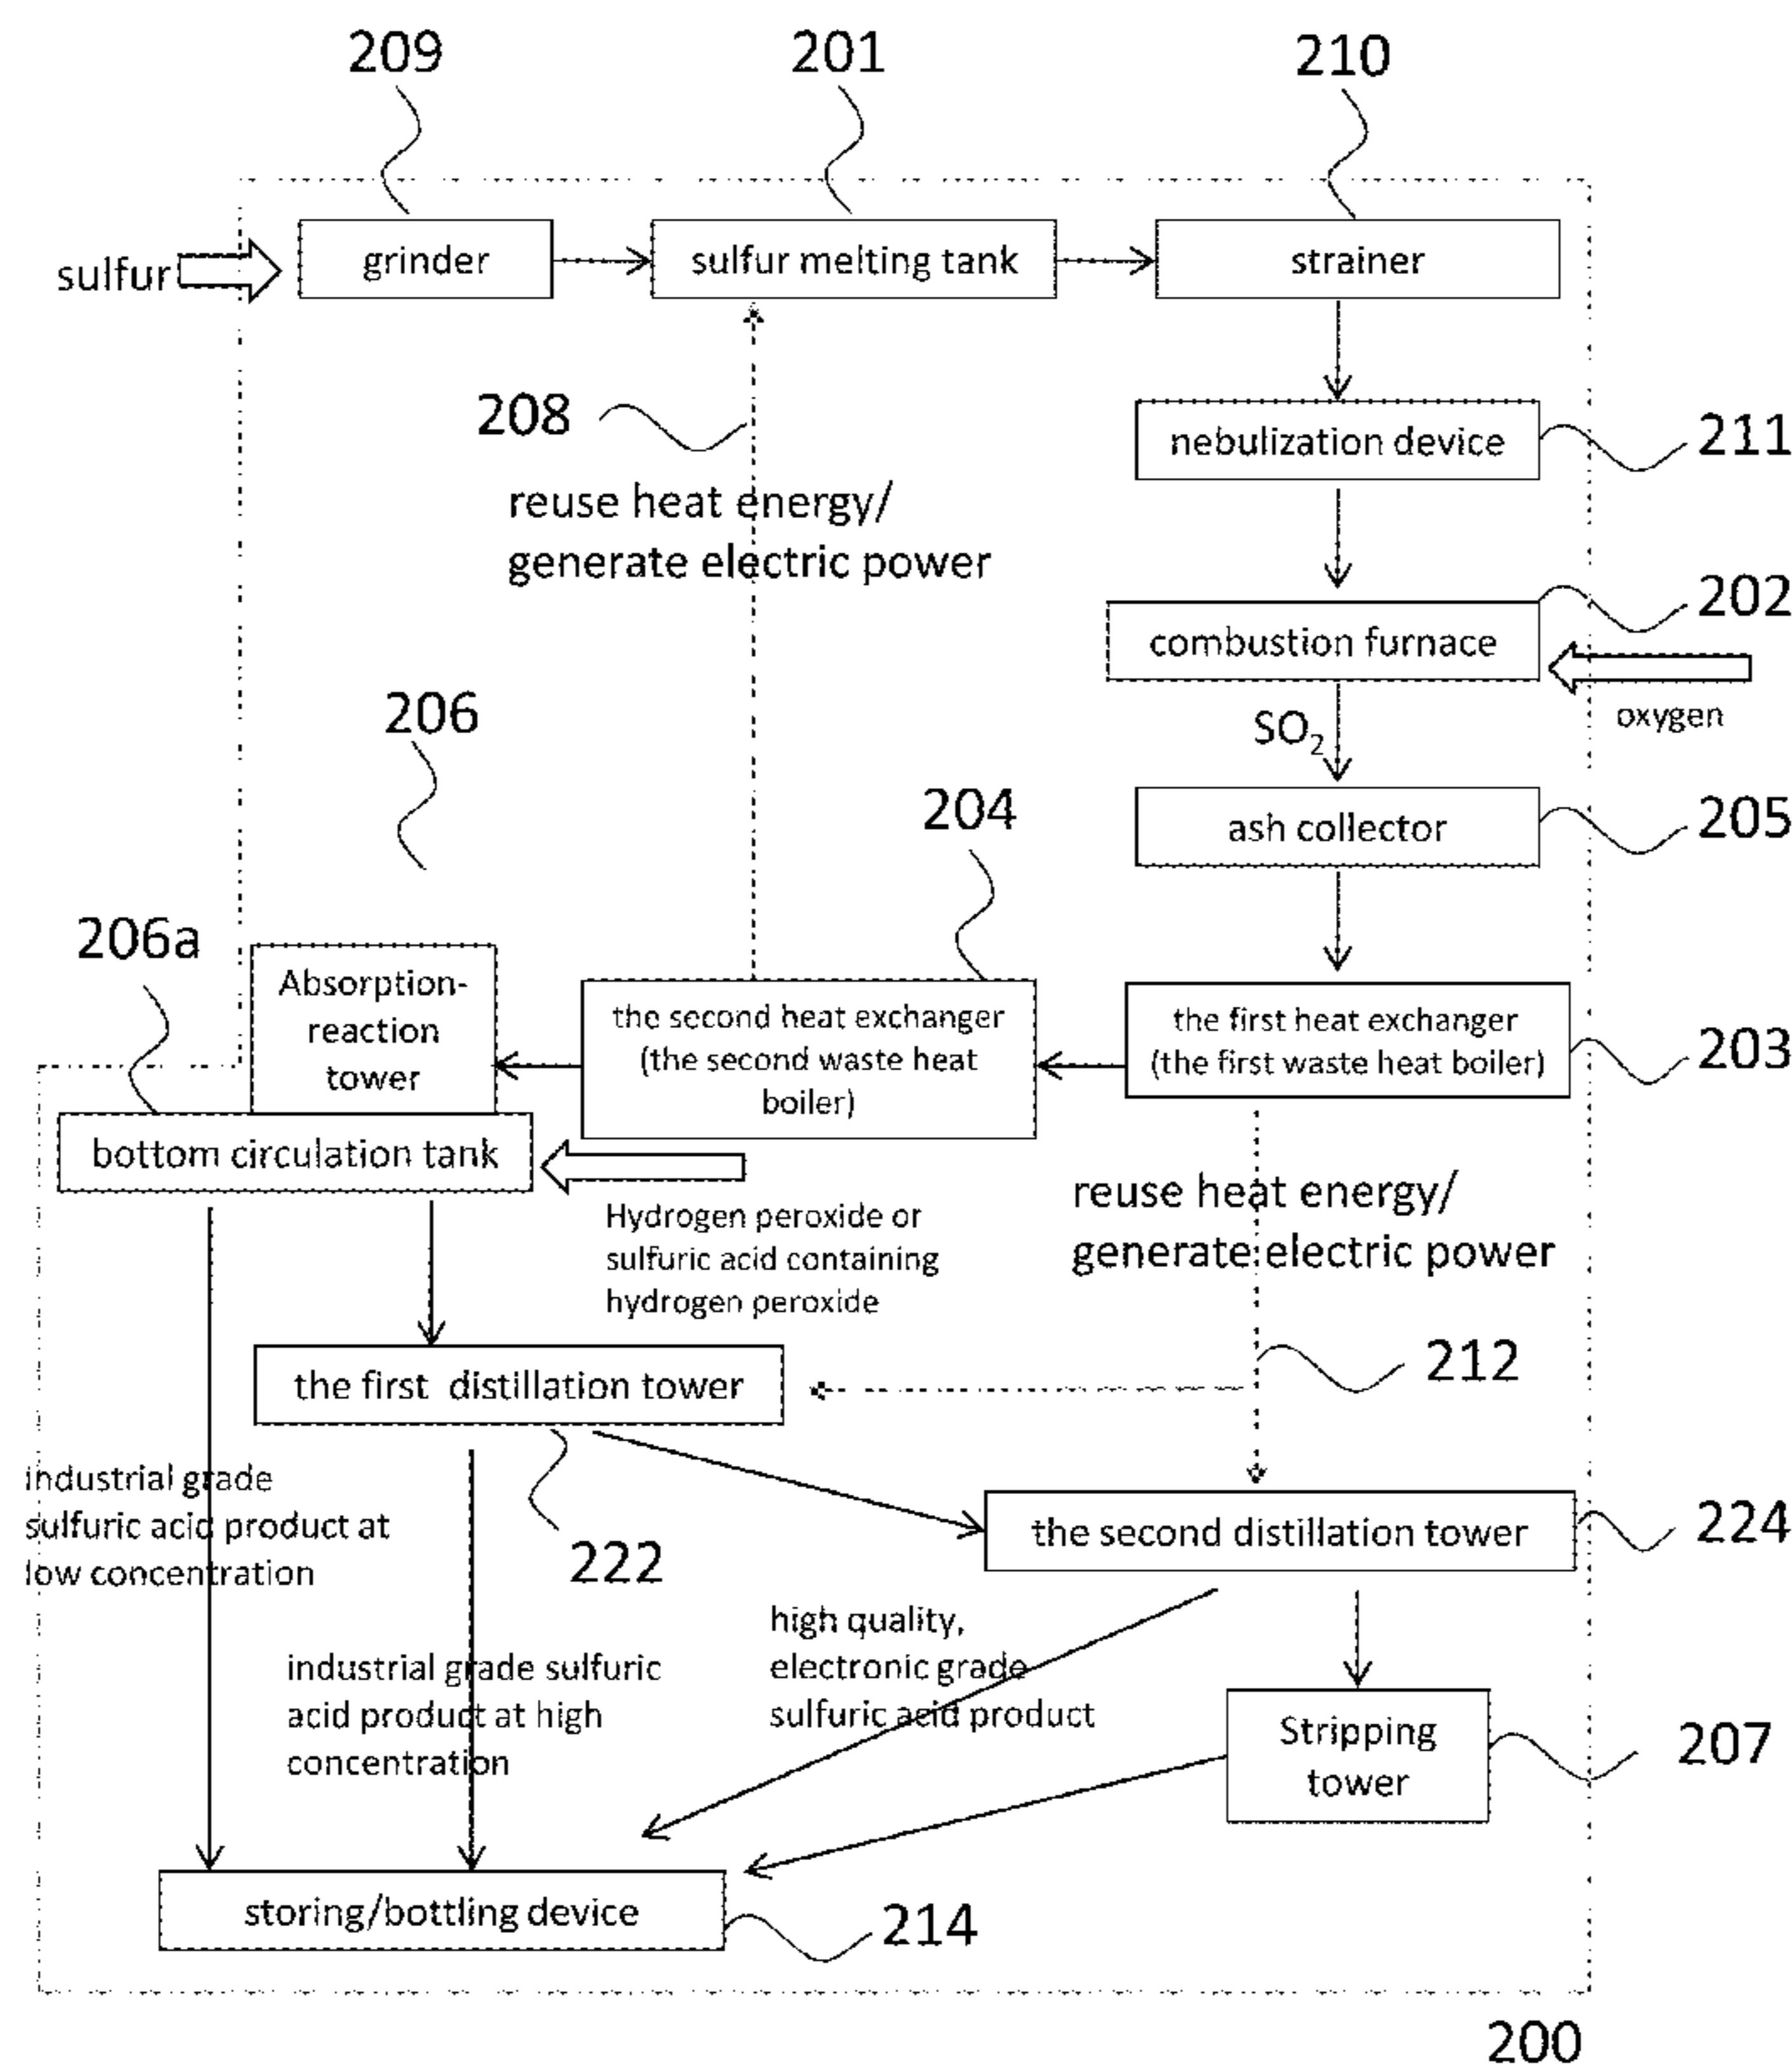 209
201
210
sulfur
grinder
sulfur melting tank
strainer
208
nebulization device
211
reuse heat energy/
generate electric power
202
combustion furnace
oxygen
206
SO2
204
ash collector
205
206a
Absorption-
reaction
tower
the second heat exchanger
(the second waste heat
boiler)
the first heat exchanger
(the first waste heat boiler)
203
bottom circulation tank
Hydrogen peroxide or
sulfuric acid containing
hydrogen peroxide
reuse heat energy/
generate electric power
212
the first distillation tower
industrial grade
sulfuric acid product at
low concentration
222
the second distillation tower
224
industrial grade sulfuric
acid product at high
concentration
high quality,
electronic grade
sulfuric acid product
Stripping
tower
207
storing/bottling device
214
200